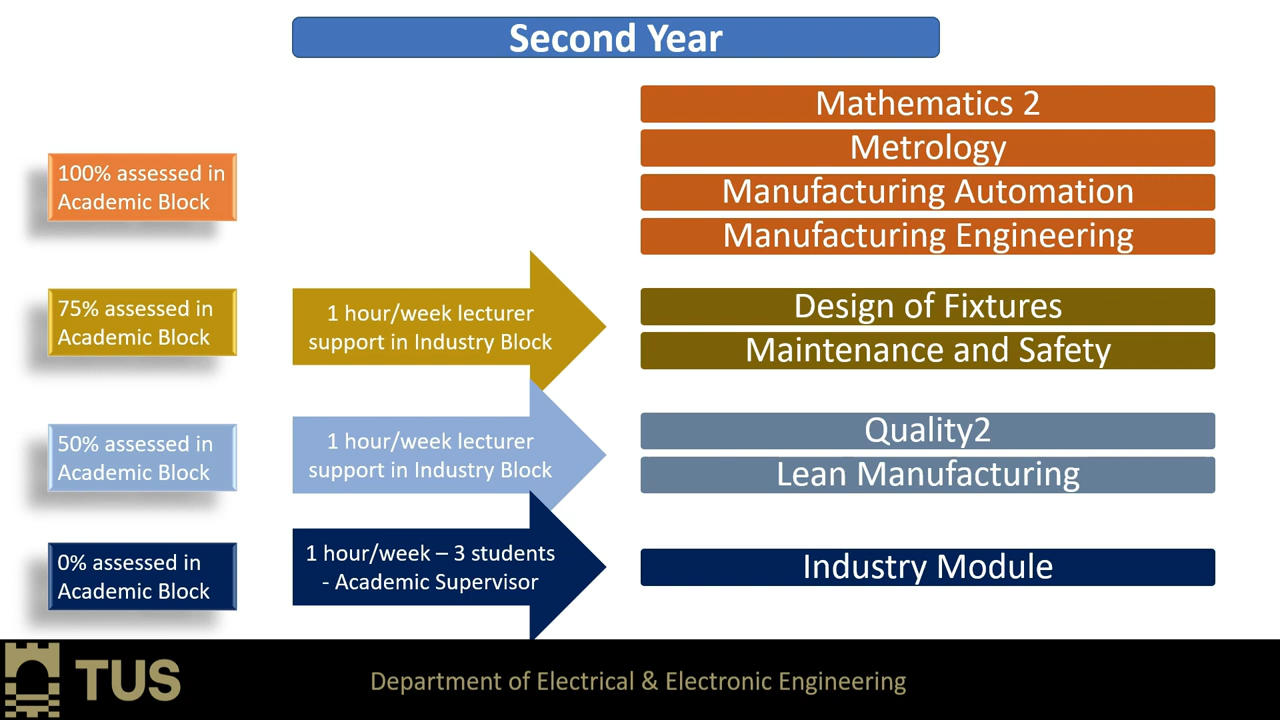 Second Year
100% assessed in
Academic Block
Mathematics 2
Metrology
Manufacturing Automation
Manufacturing Engineering
75% assessed in
Academic Block
1 hour/week lecturer
support in Industry Block
Design of Fixtures
Maintenance and Safety
50% assessed in
Academic Block
1 hour/week lecturer
support in Industry Block
Quality2
Lean Manufacturing
0% assessed in
Academic Block
1 hour/week – 3 students
- Academic Supervisor
Industry Module
TUS
Department of Electrical & Electronic Engineering